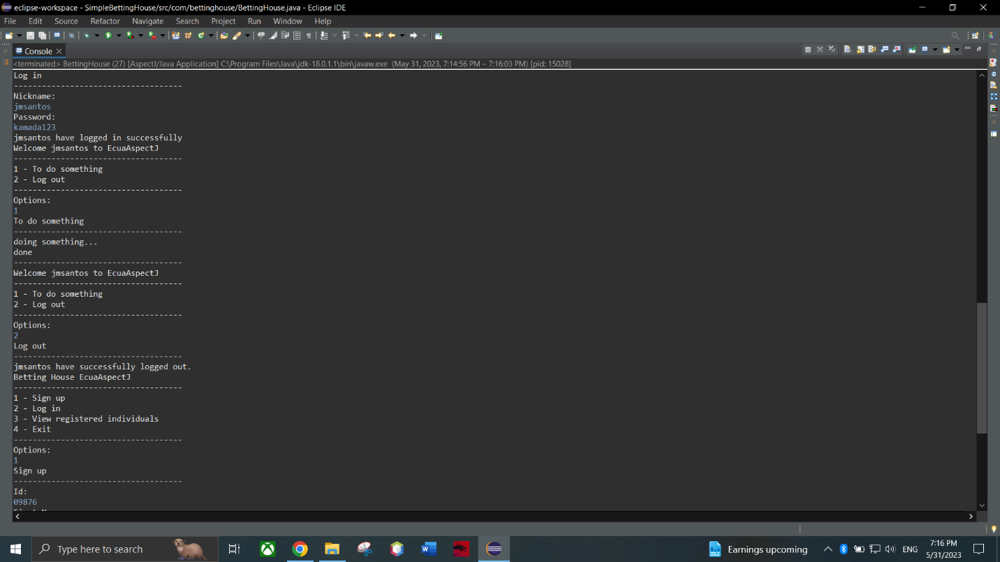 eclipse-workspace - SimpleBettingHouse/src/com/bettinghouse/BettingHouse.java - Eclipse IDE
File Edit Source Refactor Navigate Search Project Run Window Help
Console
<terminated> BettingHouse (27) [AspectJ/Java Application] C:\Program Files\Java\jdk-18.0.1.1\bin\javaw.exe (May 31, 2023, 7:14:56 PM – 7:16:03 PM) [pid: 15028]
Log in
------------------------------------
Nickname:
jmsantos
Password:
kamada123
jmsantos have logged in successfully
Welcome jmsantos to EcuaAspectJ
------------------------------------
1 - To do something
2 - Log out
------------------------------------
Options:
1
To do something
------------------------------------
doing something...
done
------------------------------------
Welcome jmsantos to EcuaAspectJ
------------------------------------
1 - To do something
2 - Log out
------------------------------------
Options:
2
Log out
------------------------------------
jmsantos have successfully logged out.
Betting House EcuaAspectJ
------------------------------------
1 - Sign up
2 - Log in
3 - View registered individuals
4 - Exit
------------------------------------
Options:
1
Sign up
------------------------------------
Id:
09876
Type here to search
Earnings upcoming
ENG
7:16 PM
5/31/2023